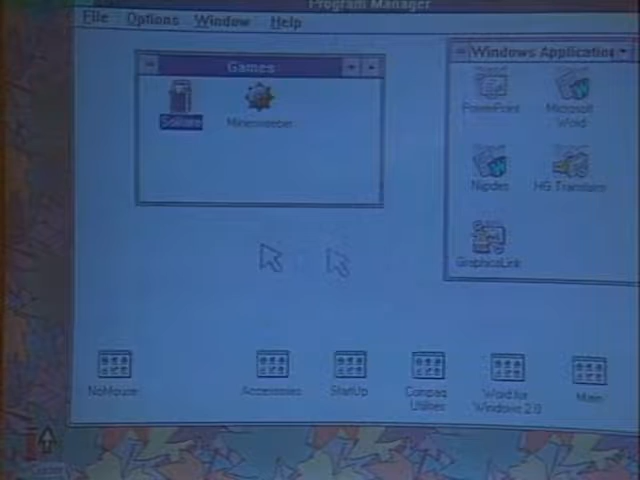 Program Manager
File Options Window Help
Games
Solitaire Minesweeper
Windows Application
PowerPoint Microsoft
Word
HG Translator
GraphicsLink
NoMouse Accessories StartUp Compaq
Utilities Word for
Windows 2.0 Main